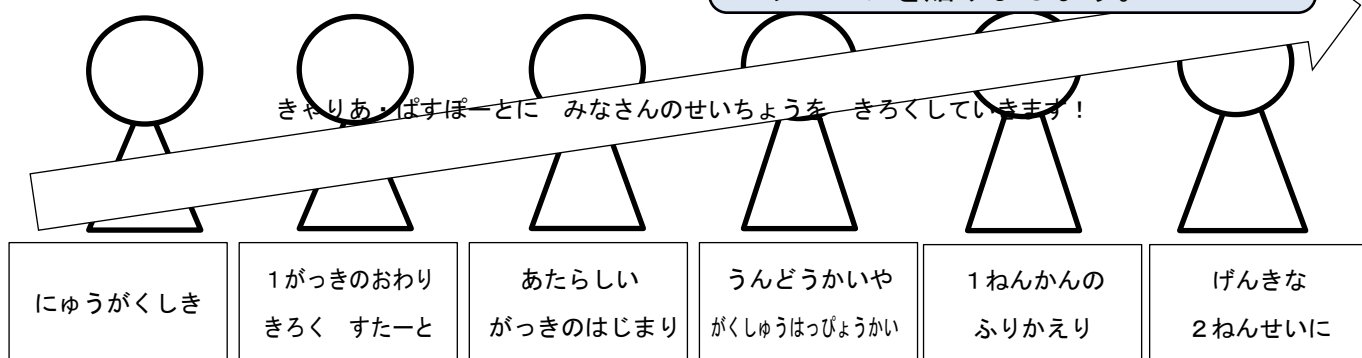 きゃりあ・ぱすぽーとに　みなさんのせいちょうを　きろくしていきます！
にゅうがくしき
１がっきのおわり
きろく　すたーと
あたらしい
がっきのはじまり
うんどうかいや
がくしゅうはっぴょうかい
１ねんかんの
ふりかえり
げんきな
２ねんせいに